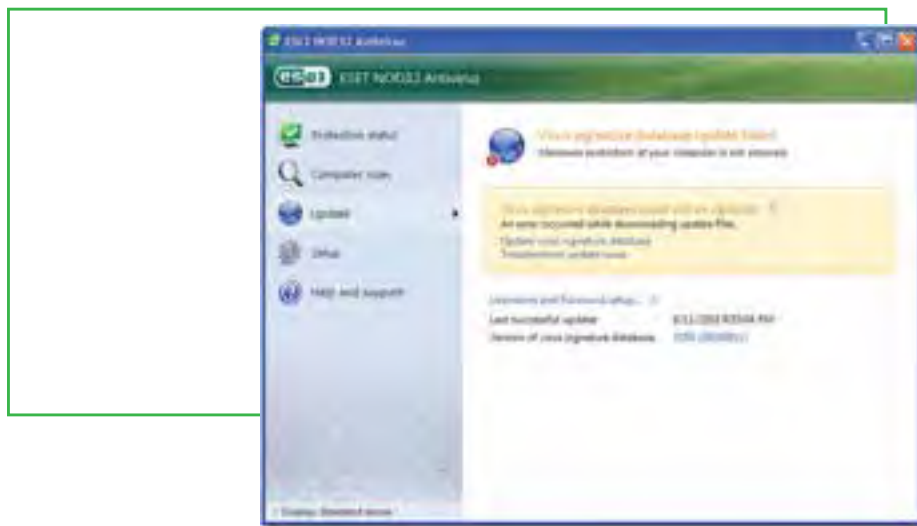 ESET NOD32 Antivirus
eset ESET NOD32 Antivirus
Protection status
Computer scan
Update
Setup
Help and support
Virus signature database update failed
Maximum protection of your computer is not ensured.
Virus signature database could not be updated
An error occurred while downloading update files.
Update virus signature database
Username and Password setup...
Last successful update:
Version of virus signature database:
Display: Standard mode